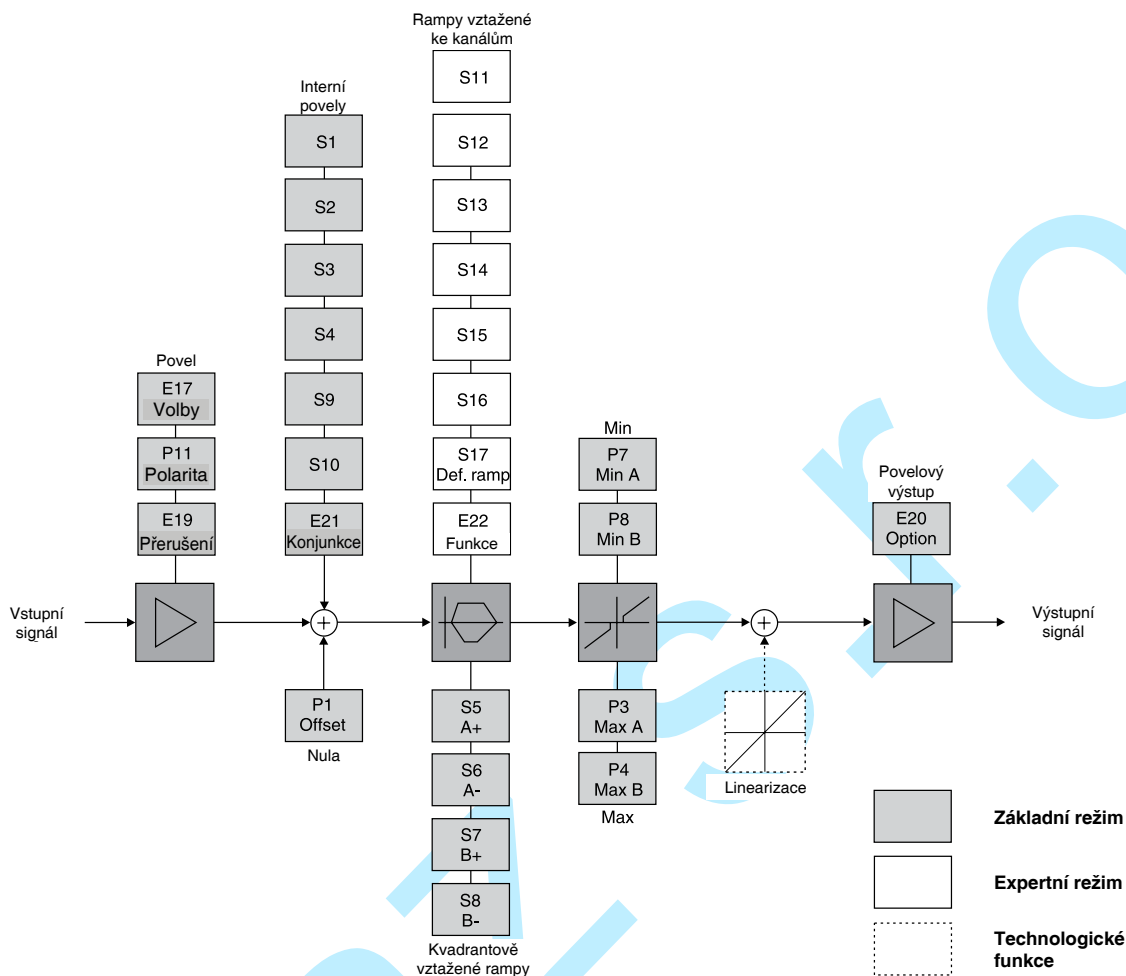 Rampy vztažené
ke kanálům
S11
S12
S13
S14
S15
S16
S17
Def. ramp
E22
Funkce
Interní
povely
S1
S2
S3
S4
S9
S10
E21
Konjunkce
Povel
E17
Volby
P11
Polarita
E19
Přerušení
Min
P7
Min A
P8
Min B
Povelový
výstup
E20
Option
Vstupní
signál
Výstupní
signál
P1
Offset
Nula
S5
A+
S6
A-
S7
B+
S8
B-
Kvadrantově
vztažené rampy
P3
Max A
P4
Max B
Max
Linearizace
Základní režim
Expertní režim
Technologické
funkce